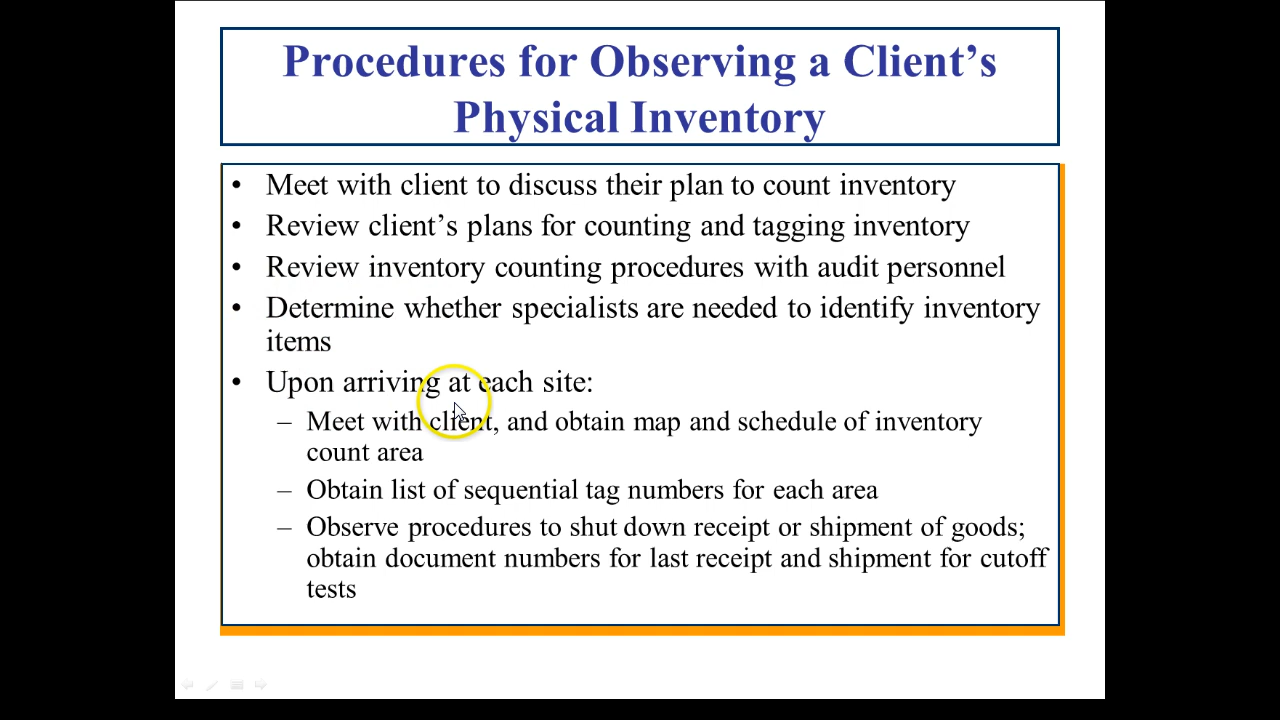 Procedures for Observing a Client’s
Physical Inventory
• Meet with client to discuss their plan to count inventory
• Review client’s plans for counting and tagging inventory
• Review inventory counting procedures with audit personnel
• Determine whether specialists are needed to identify inventory
items
• Upon arriving at each site:
– Meet with client, and obtain map and schedule of inventory
count area
– Obtain list of sequential tag numbers for each area
– Observe procedures to shut down receipt or shipment of goods;
obtain document numbers for last receipt and shipment for cutoff
tests